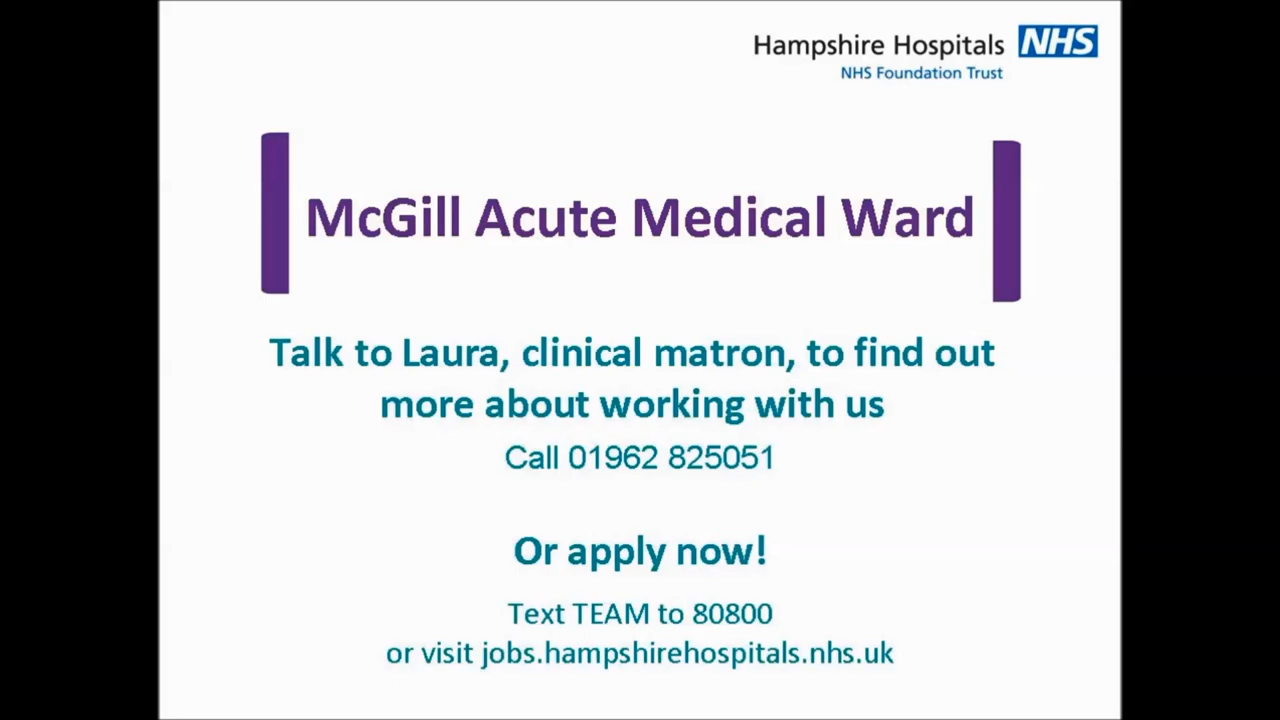 Hampshire Hospitals NHS
NHS Foundation Trust
McGill Acute Medical Ward
Talk to Laura, clinical matron, to find out
more about working with us
Call 01962 825051
Or apply now!
Text TEAM to 80800
or visit jobs.hampshirehospitals.nhs.uk